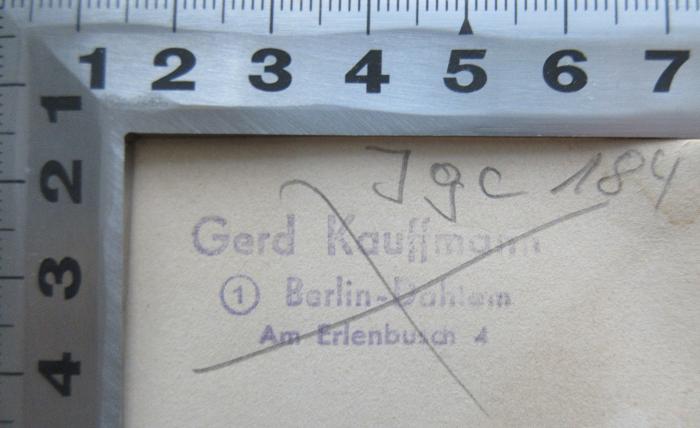 1 2 3 4 5 6 7
1
2
3
4
Jgc 184
Gerd Kauffmann
1 Berlin-Dahlem
Am Erlenbusch 4